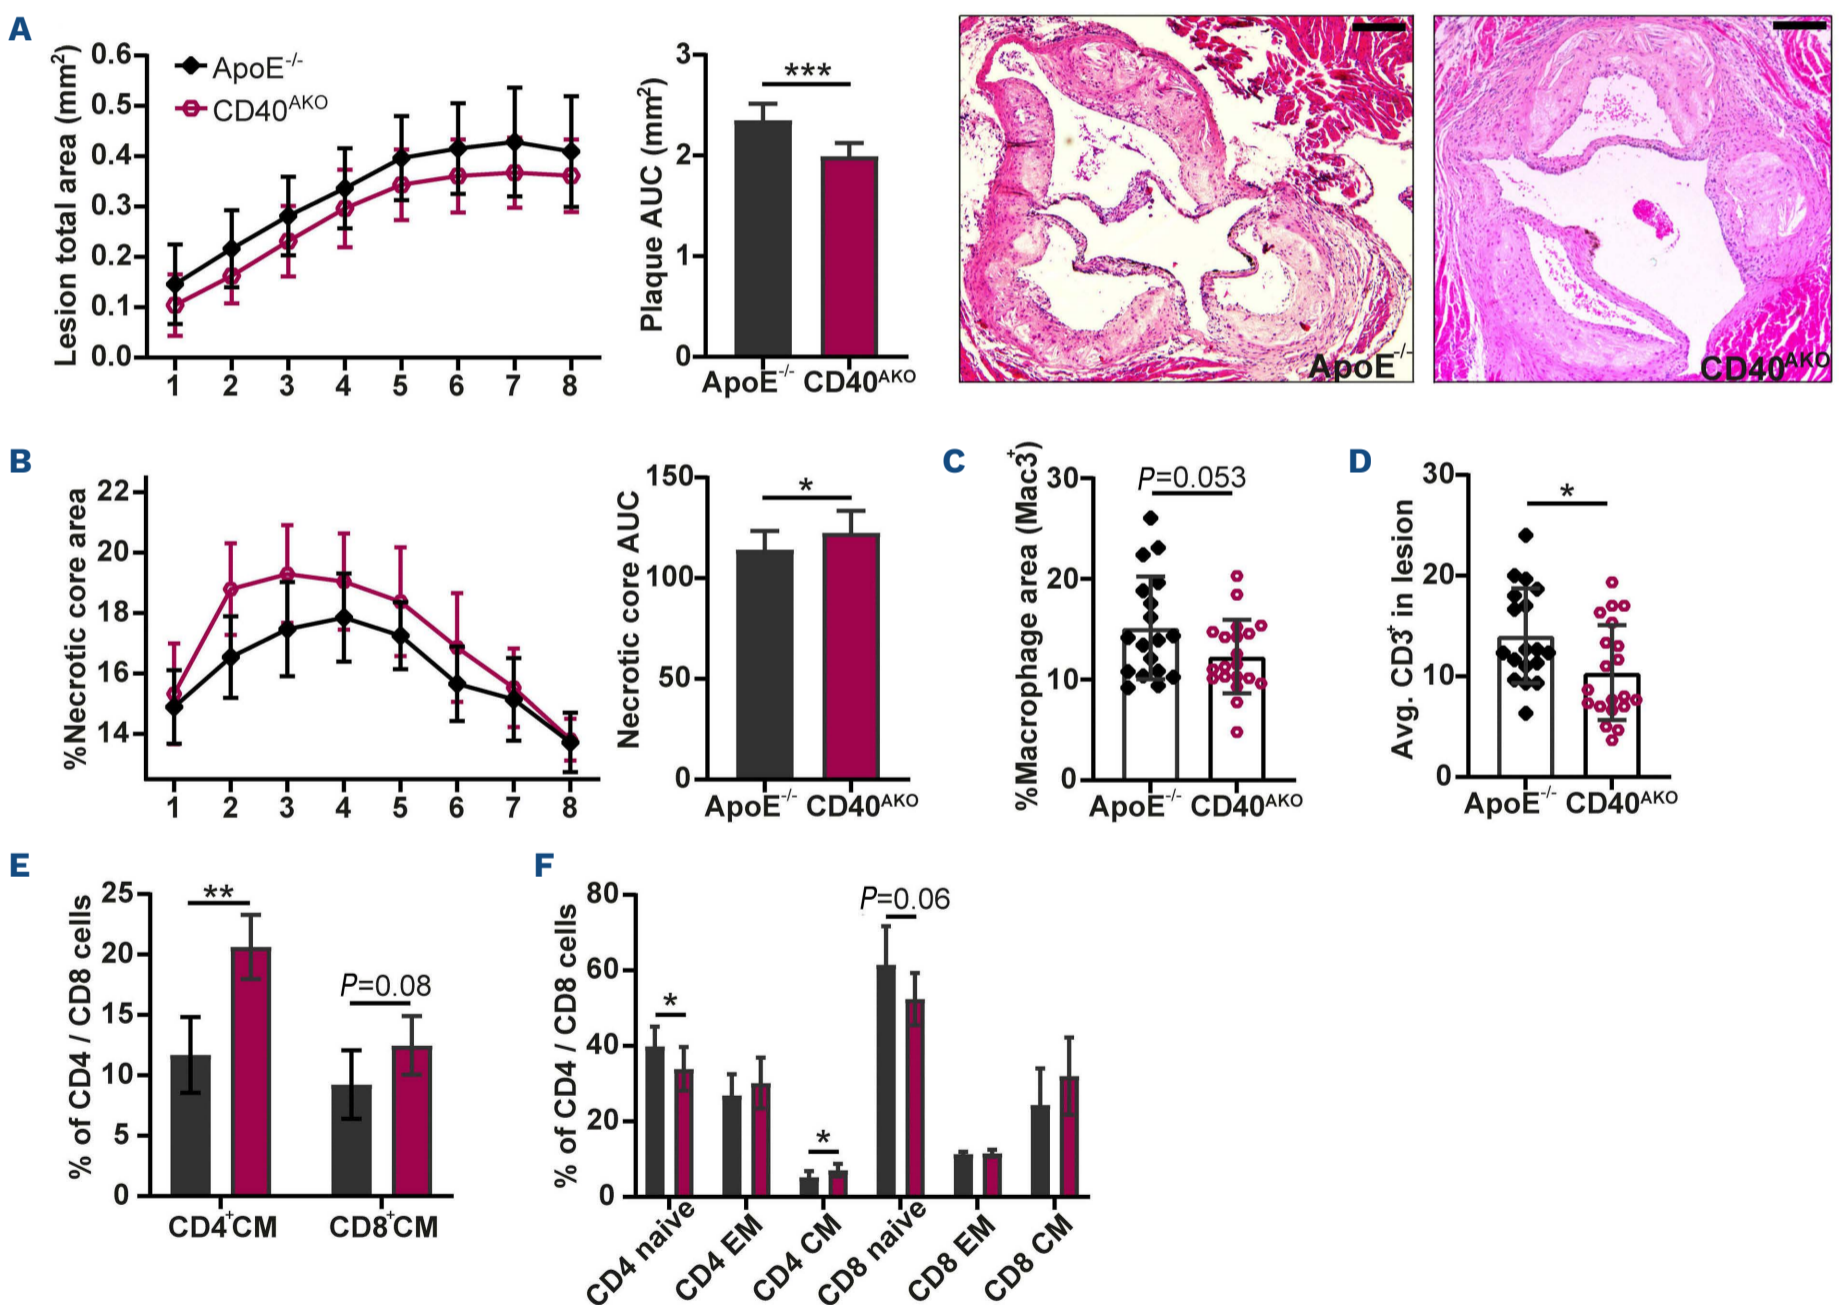 A
Lesion total area (mm²)
0.6
0.5
0.4
0.3
0.2
0.1
0.0
ApoE-/-
CD40AKO
1 2 3 4 5 6 7 8
Plaque AUC (mm²)
3
2
1
0
***
ApoE-/- CD40AKO
ApoE-/-
CD40AKO
B
%Necrotic core area
22
20
18
16
14
1 2 3 4 5 6 7 8
Necrotic core AUC
150
100
50
0
*
ApoE-/- CD40AKO
C
%Macrophage area (Mac3+)
30
20
10
0
P=0.053
ApoE-/- CD40AKO
D
Avg. CD3+ in lesion
30
20
10
0
*
ApoE-/- CD40AKO
E
% of CD4 / CD8 cells
25
20
15
10
5
0
**
P=0.08
CD4+CM CD8+CM
F
% of CD4 / CD8 cells
80
60
40
20
0
*
*
P=0.06
CD4 naive
CD4 EM
CD4 CM
CD8 naive
CD8 EM
CD8 CM